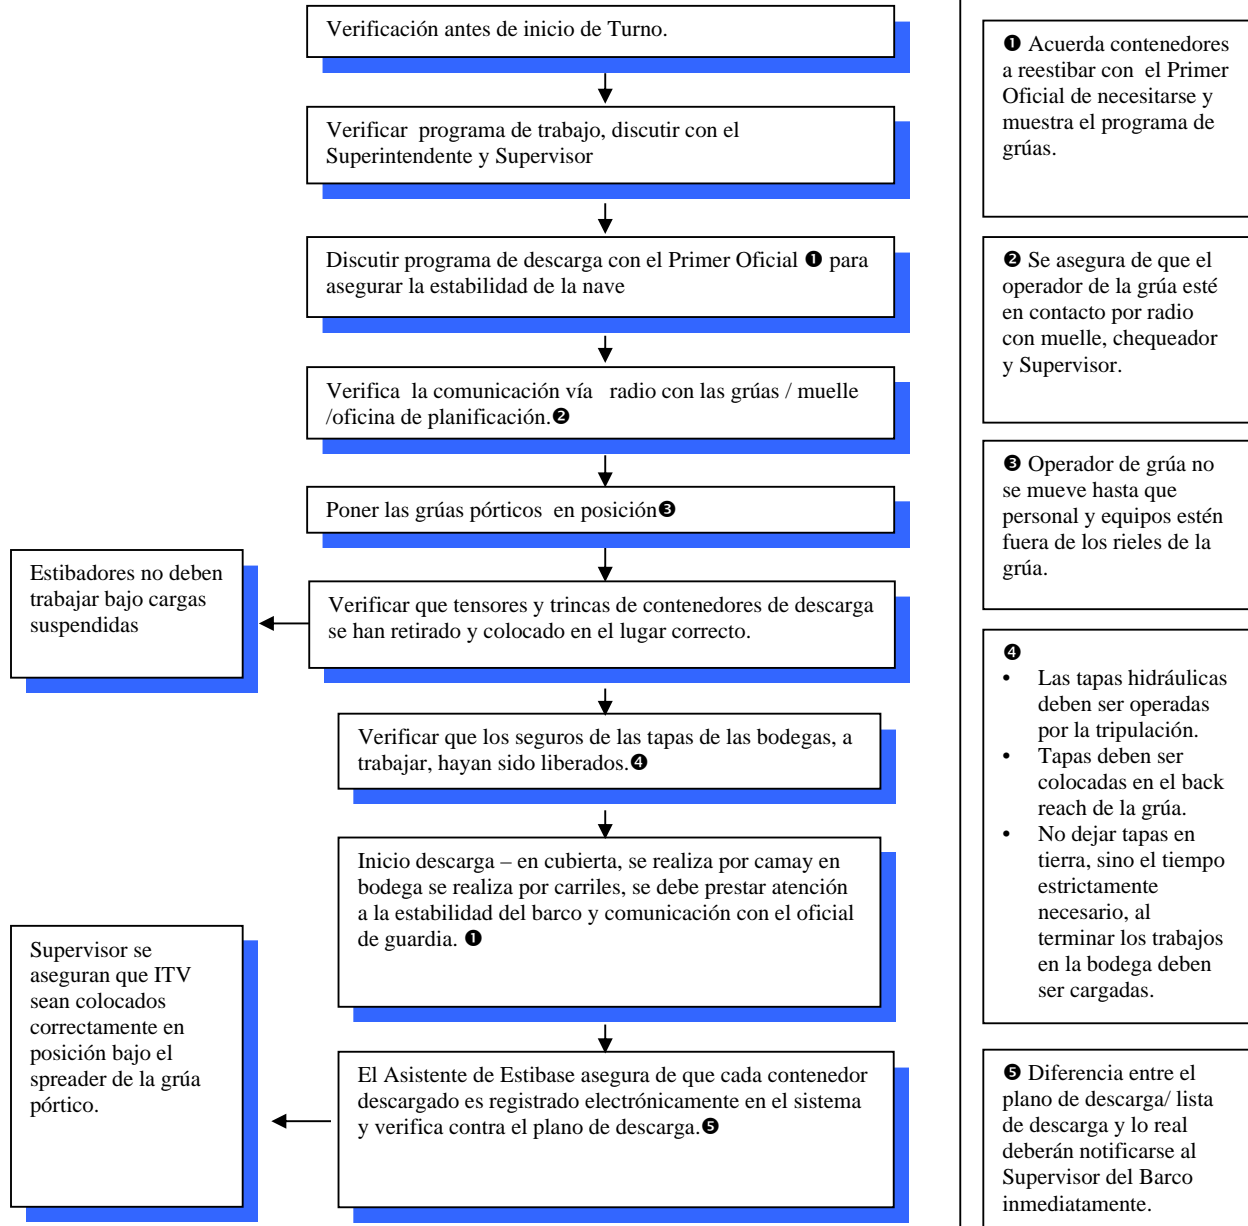 Verificación antes de inicio de Turno.
Verificar programa de trabajo, discutir con el
Superintendente y Supervisor
Discutir programa de descarga con el Primer Oficial ❶ para
asegurar la estabilidad de la nave
Verifica la comunicación vía radio con las grúas / muelle
/oficina de planificación.❷
Poner las grúas pórticos en posición❸
Estibadores no deben
trabajar bajo cargas
suspendidas
Verificar que tensores y trincas de contenedores de descarga
se han retirado y colocado en el lugar correcto.
Verificar que los seguros de las tapas de las bodegas, a
trabajar, hayan sido liberados.❹
Inicio descarga – en cubierta, se realiza por camay en
bodega se realiza por carriles, se debe prestar atención
a la estabilidad del barco y comunicación con el oficial
de guardia. ❶
Supervisor se
aseguran que ITV
sean colocados
correctamente en
posición bajo el
spreader de la grúa
pórtico.
El Asistente de Estibase asegura de que cada contenedor
descargado es registrado electrónicamente en el sistema
y verifica contra el plano de descarga.❺
❶ Acuerda contenedores
a reestibar con el Primer
Oficial de necesitarse y
muestra el programa de
grúas.
❷ Se asegura de que el
operador de la grúa esté
en contacto por radio
con muelle, chequeador
y Supervisor.
❸ Operador de grúa no
se mueve hasta que
personal y equipos estén
fuera de los rieles de la
grúa.
❹
• Las tapas hidráulicas
deben ser operadas
por la tripulación.
• Tapas deben ser
colocadas en el back
reach de la grúa.
• No dejar tapas en
tierra, sino el tiempo
estrictamente
necesario, al
terminar los trabajos
en la bodega deben
ser cargadas.
❺ Diferencia entre el
plano de descarga/ lista
de descarga y lo real
deberán notificarse al
Supervisor del Barco
inmediatamente.